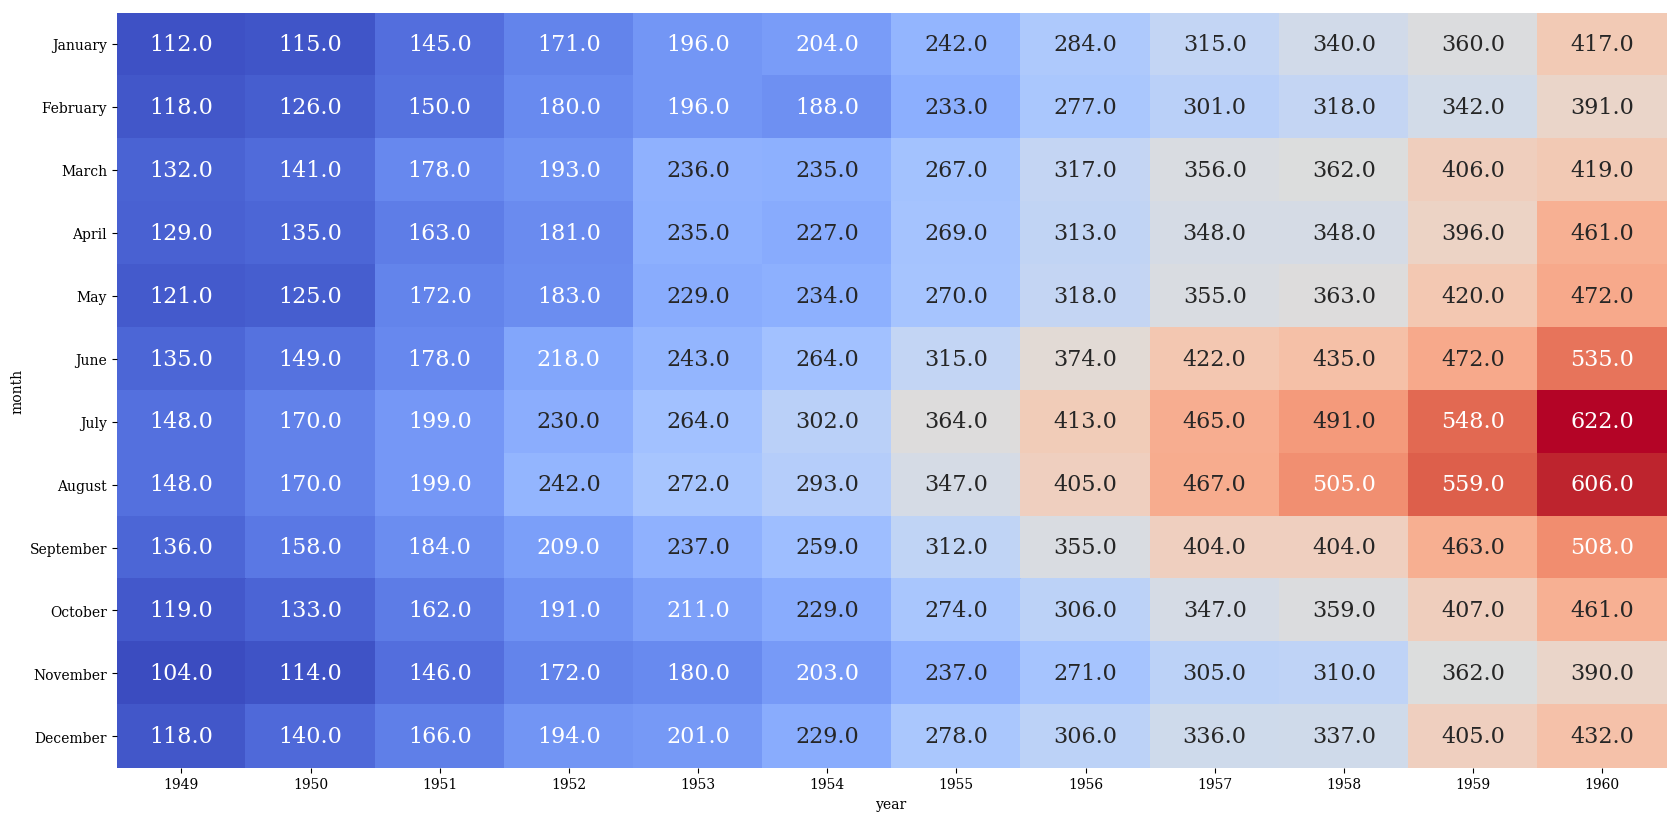 January 112.0 115.0 145.0 171.0 196.0 204.0 242.0 284.0 315.0 340.0 360.0 417.0
February 118.0 126.0 150.0 180.0 196.0 188.0 233.0 277.0 301.0 318.0 342.0 391.0
March 132.0 141.0 178.0 193.0 236.0 235.0 267.0 317.0 356.0 362.0 406.0 419.0
April 129.0 135.0 163.0 181.0 235.0 227.0 269.0 313.0 348.0 348.0 396.0 461.0
May 121.0 125.0 172.0 183.0 229.0 234.0 270.0 318.0 355.0 363.0 420.0 472.0
June 135.0 149.0 178.0 218.0 243.0 264.0 315.0 374.0 422.0 435.0 472.0 535.0
month
July 148.0 170.0 199.0 230.0 264.0 302.0 364.0 413.0 465.0 491.0 548.0 622.0
August 148.0 170.0 199.0 242.0 272.0 293.0 347.0 405.0 467.0 505.0 559.0 606.0
September 136.0 158.0 184.0 209.0 237.0 259.0 312.0 355.0 404.0 404.0 463.0 508.0
October 119.0 133.0 162.0 191.0 211.0 229.0 274.0 306.0 347.0 359.0 407.0 461.0
November 104.0 114.0 146.0 172.0 180.0 203.0 237.0 271.0 305.0 310.0 362.0 390.0
December 118.0 140.0 166.0 194.0 201.0 229.0 278.0 306.0 336.0 337.0 405.0 432.0
1949 1950 1951 1952 1953 1954 1955 1956 1957 1958 1959 1960
year